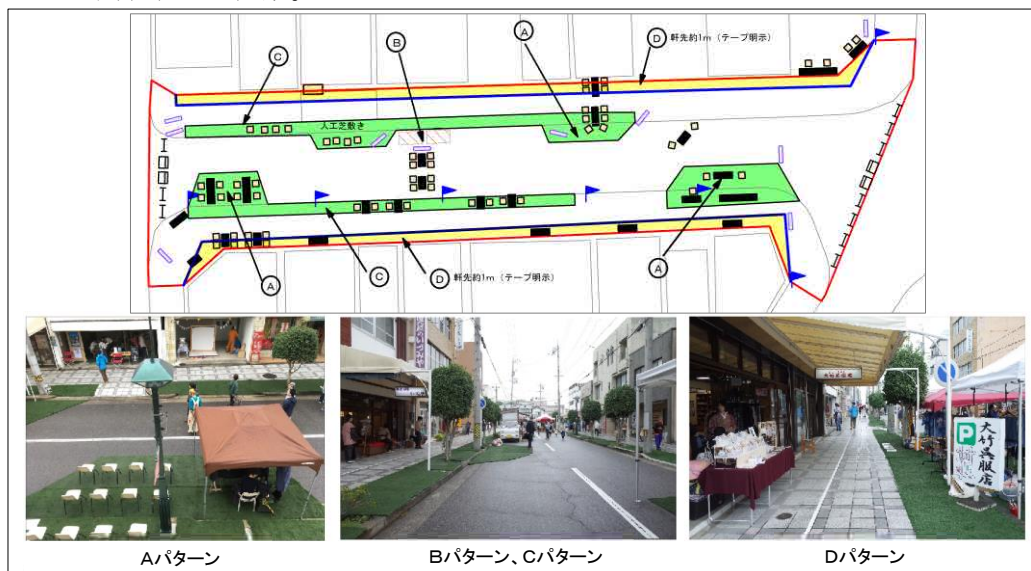 C
B
A
D 軒先約1m（テープ明示）
人工芝敷き
A
C
D 軒先約1m（テープ明示）
A
P
大竹呉服店
Aパターン
Bパターン、Cパターン
Dパターン